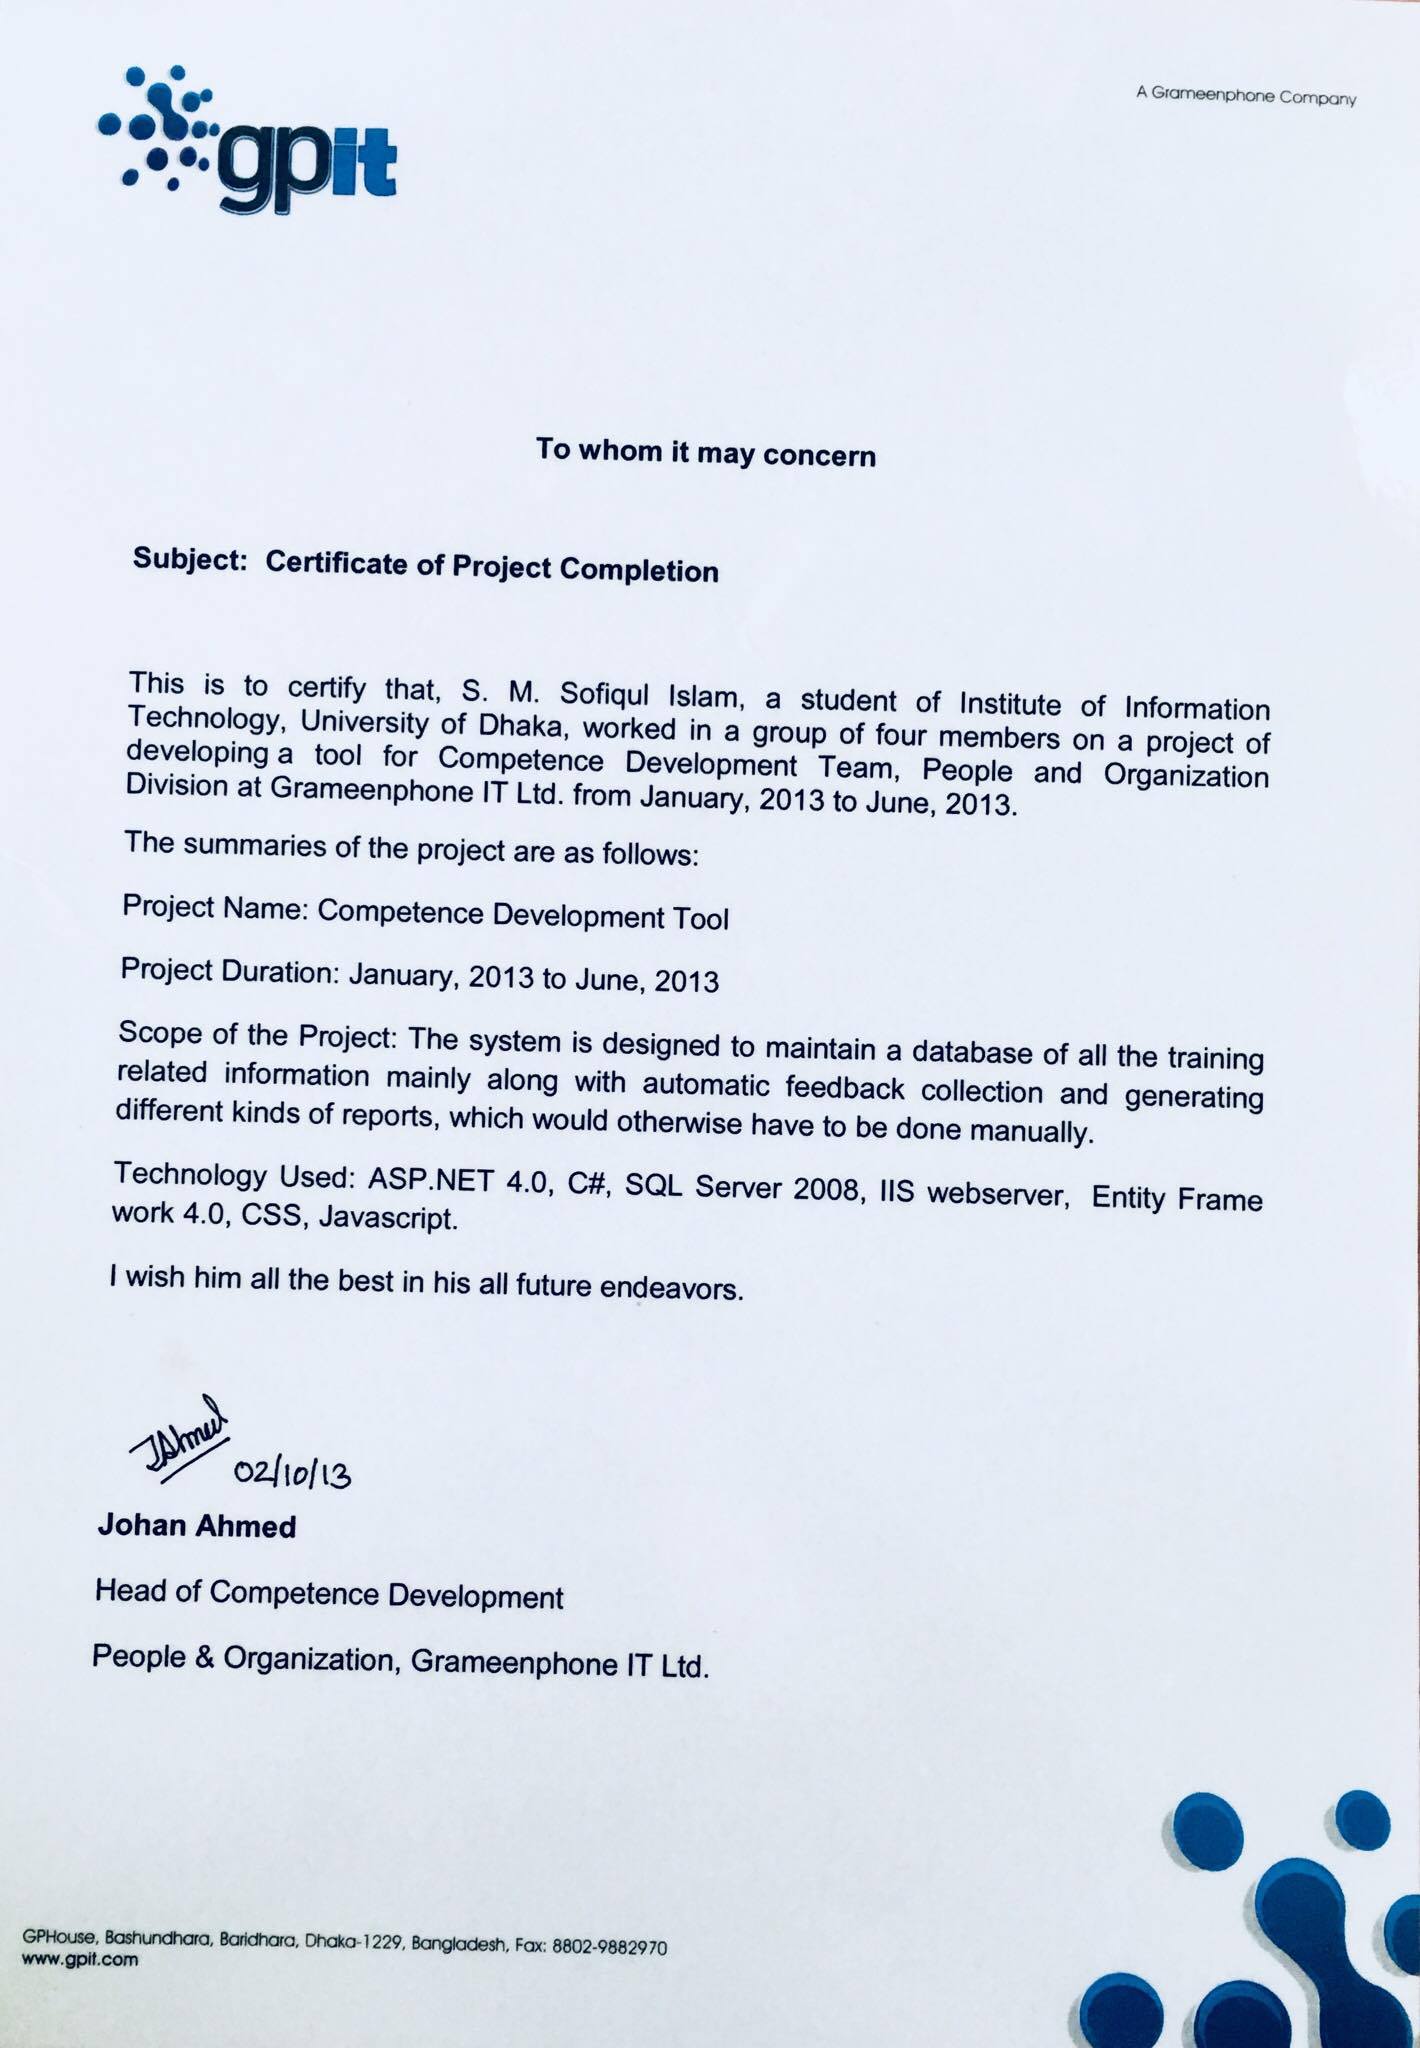 gpit
A Grameenphone Company
To whom it may concern
Subject: Certificate of Project Completion
This is to certify that, S. M. Sofiqul Islam, a student of Institute of Information
Technology, University of Dhaka, worked in a group of four members on a project of
developing a tool for Competence Development Team, People and Organization
Division at Grameenphone IT Ltd. from January, 2013 to June, 2013.
The summaries of the project are as follows:
Project Name: Competence Development Tool
Project Duration: January, 2013 to June, 2013
Scope of the Project: The system is designed to maintain a database of all the training
related information mainly along with automatic feedback collection and generating
different kinds of reports, which would otherwise have to be done manually.
Technology Used: ASP.NET 4.0, C#, SQL Server 2008, IIS webserver, Entity Frame
work 4.0, CSS, Javascript.
I wish him all the best in his all future endeavors.
JAhmed
02/10/13
Johan Ahmed
Head of Competence Development
People & Organization, Grameenphone IT Ltd.
GPHouse, Bashundhara, Baridhara, Dhaka-1229, Bangladesh, Fax: 8802-9882970
www.gpit.com